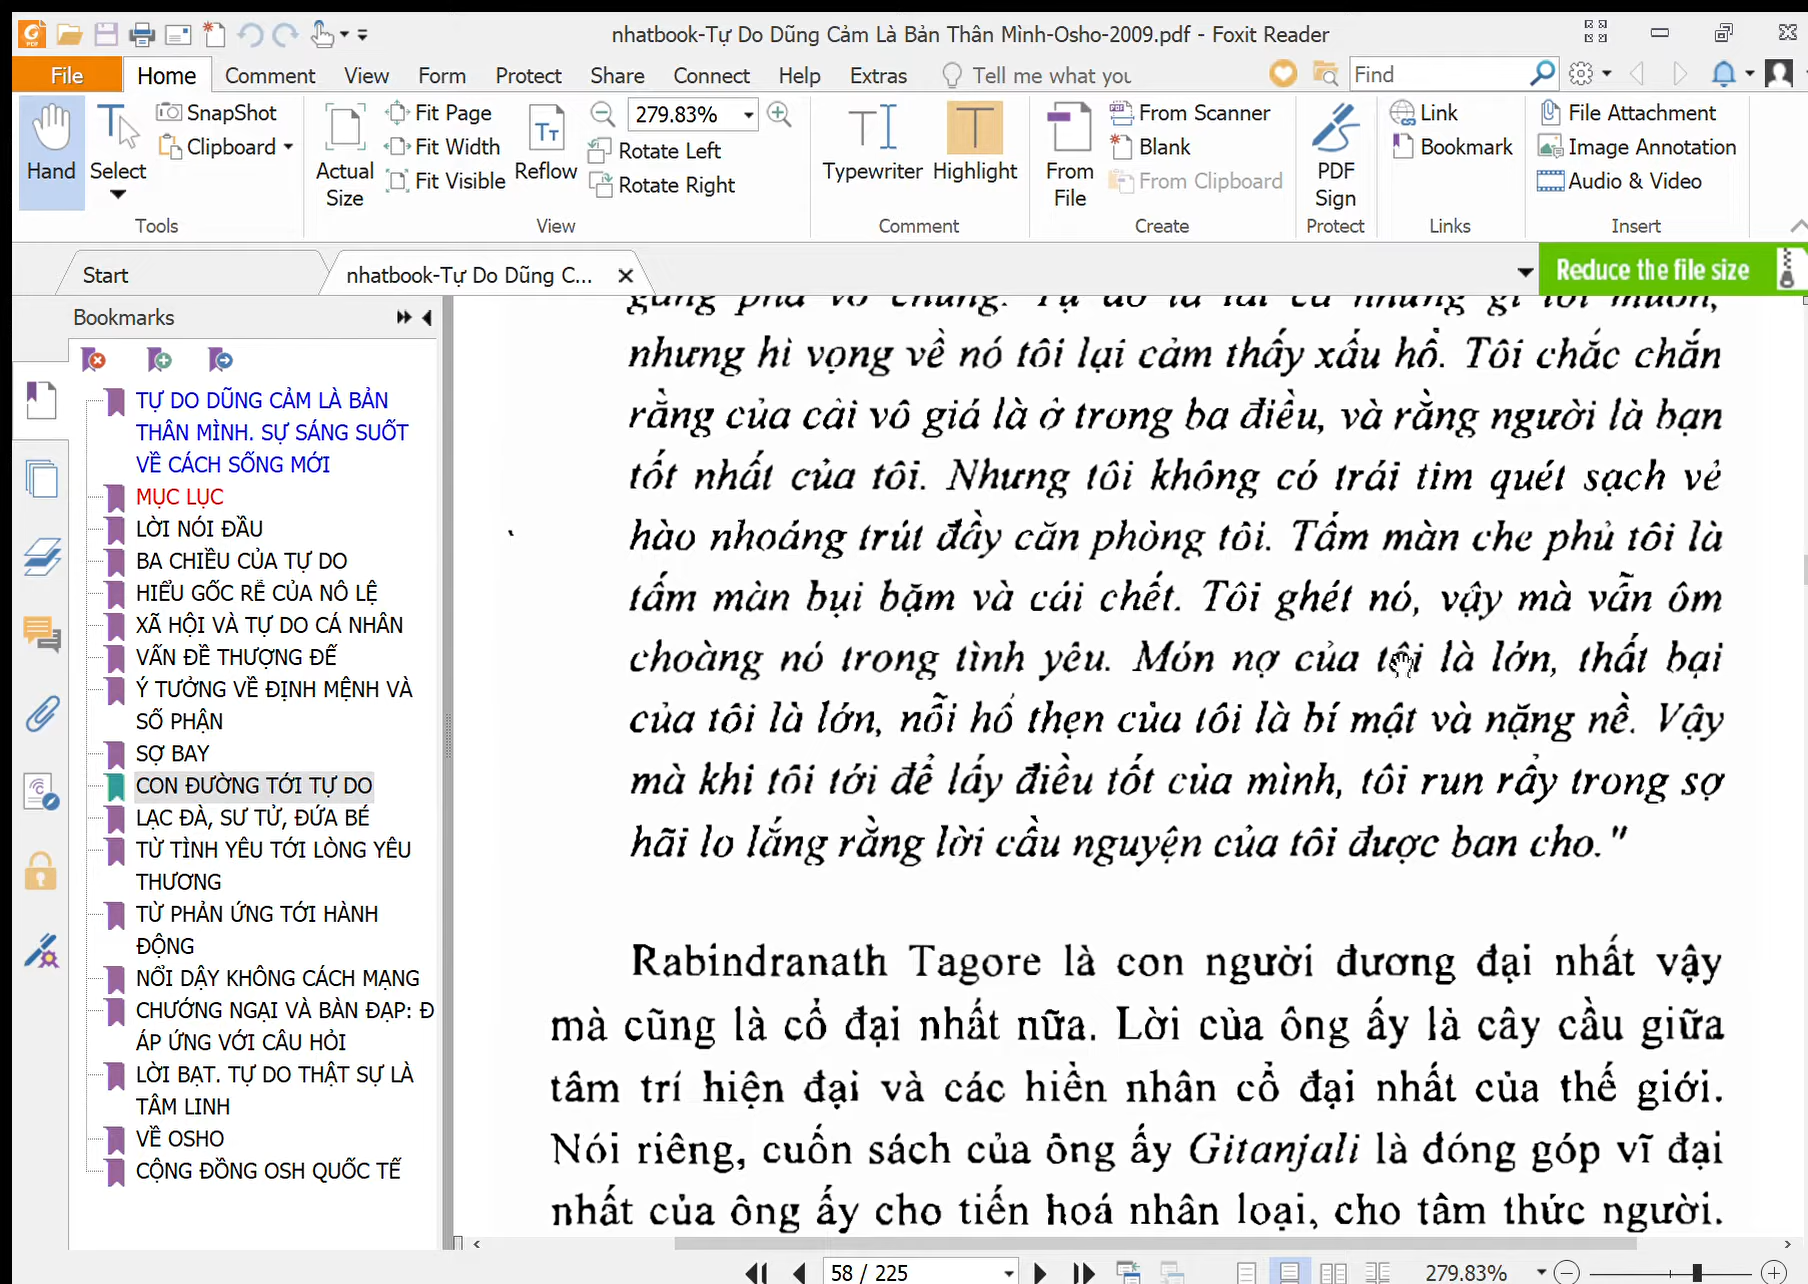 nhatbook-Tự Do Dũng Cảm Là Bản Thân Mình-Osho-2009.pdf - Foxit Reader
File Home Comment View Form Protect Share Connect Help Extras Tell me what you Find
Hand
Select
SnapShot
Clipboard
Tools
Actual Size
Fit Page
Fit Width
Fit Visible
Reflow
279.83%
Rotate Left
Rotate Right
View
Typewriter
Highlight
Comment
From File
From Scanner
Blank
From Clipboard
Create
PDF Sign
Protect
Link
Bookmark
Links
File Attachment
Image Annotation
Audio & Video
Insert
Start
nhatbook-Tự Do Dũng C...
Reduce the file size
Bookmarks
TỰ DO DŨNG CẢM LÀ BẢN
THÂN MÌNH. SỰ SÁNG SUỐT
VỀ CÁCH SỐNG MỚI
MỤC LỤC
LỜI NÓI ĐẦU
BA CHIỀU CỦA TỰ DO
HIỂU GỐC RỄ CỦA NÔ LỆ
XÃ HỘI VÀ TỰ DO CÁ NHÂN
VẤN ĐỀ THƯỢNG ĐẾ
Ý TƯỞNG VỀ ĐỊNH MỆNH VÀ
SỐ PHẬN
SỢ BAY
CON ĐƯỜNG TỚI TỰ DO
LẠC ĐÀ, SƯ TỬ, ĐỨA BÉ
TỪ TÌNH YÊU TỚI LÒNG YÊU
THƯƠNG
TỪ PHẢN ỨNG TỚI HÀNH
ĐỘNG
NỔI DẬY KHÔNG CÁCH MẠNG
CHƯỚNG NGẠI VÀ BÀN ĐẠP: Đ
ÁP ỨNG VỚI CÂU HỎI
LỜI BẠT. TỰ DO THẬT SỰ LÀ
TÂM LINH
VỀ OSHO
CỘNG ĐỒNG OSH QUỐC TẾ
gung phá vỡ chúng. Tự do là tất cả những gì tôi muốn,
nhưng hi vọng về nó tôi lại cảm thấy xấu hổ. Tôi chắc chắn
rằng của cải vô giá là ở trong ba điều, và rằng người là bạn
tốt nhất của tôi. Nhưng tôi không có trái tim quét sạch vẻ
hào nhoáng trút đầy căn phòng tôi. Tấm màn che phủ tôi là
tấm màn bụi bặm và cái chết. Tôi ghét nó, vậy mà vẫn ôm
choàng nó trong tình yêu. Món nợ của tôi là lớn, thất bại
của tôi là lớn, nỗi hổ thẹn của tôi là bí mật và nặng nề. Vậy
mà khi tôi tới để lấy điều tốt của mình, tôi run rẩy trong sợ
hãi lo lắng rằng lời cầu nguyện của tôi được ban cho."
Rabindranath Tagore là con người đương đại nhất vậy
mà cũng là cổ đại nhất nữa. Lời của ông ấy là cây cầu giữa
tâm trí hiện đại và các hiền nhân cổ đại nhất của thế giới.
Nói riêng, cuốn sách của ông ấy Gitanjali là đóng góp vĩ đại
nhất của ông ấy cho tiến hoá nhân loại, cho tâm thức người.
58 / 225
279.83%